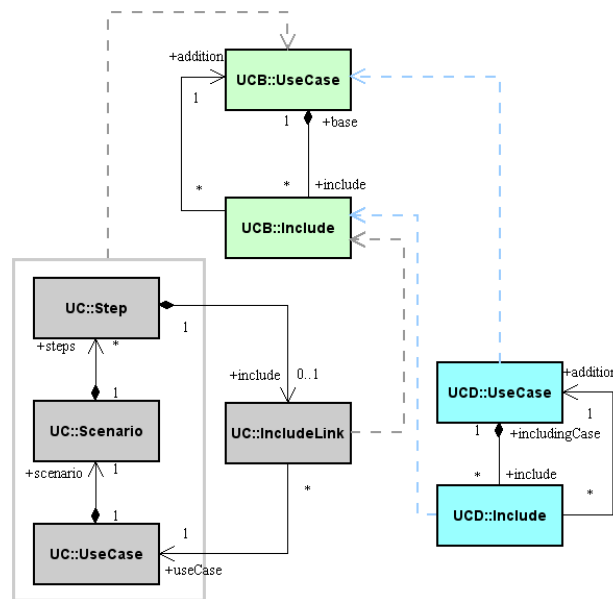 +addition
UCB::UseCase
1
1
+base
*
*
+include
UCB::Include
UC::Step
1
+steps
*
+include
0..1
1
UC::Scenario
UC::IncludeLink
+scenario
1
*
1
1
UC::UseCase
+useCase
+addition
UCD::UseCase
1
1
+includingCase
*
+include
*
UCD::Include